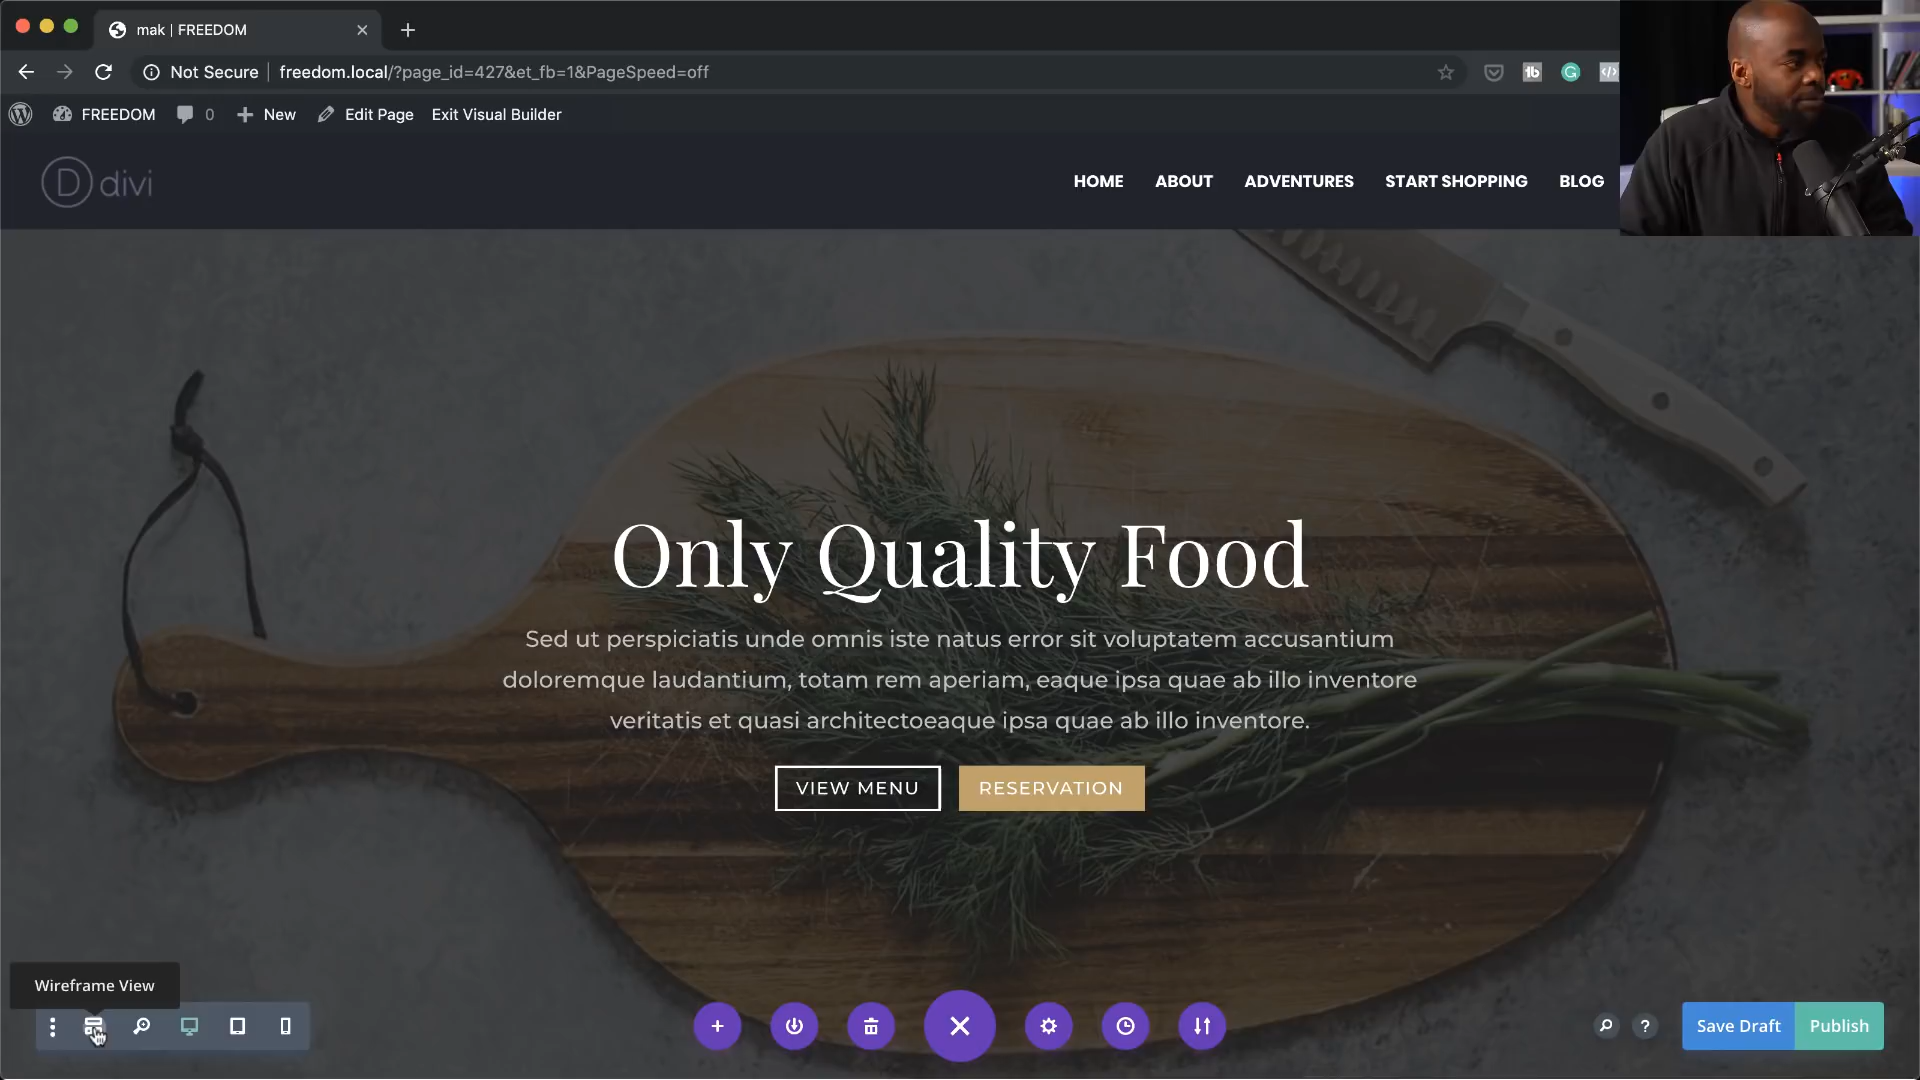 mak | FREEDOM
Not Secure
freedom.local/?page_id=427&et_fb=1&PageSpeed=off
FREEDOM
0
New
Edit Page
Exit Visual Builder
D divi
HOME
ABOUT
ADVENTURES
START SHOPPING
BLOG
Only Quality Food
Sed ut perspiciatis unde omnis iste natus error sit voluptatem accusantium
doloremque laudantium, totam rem aperiam, eaque ipsa quae ab illo inventore
veritatis et quasi architectoeaque ipsa quae ab illo inventore.
VIEW MENU
RESERVATION
Wireframe View
Save Draft
Publish